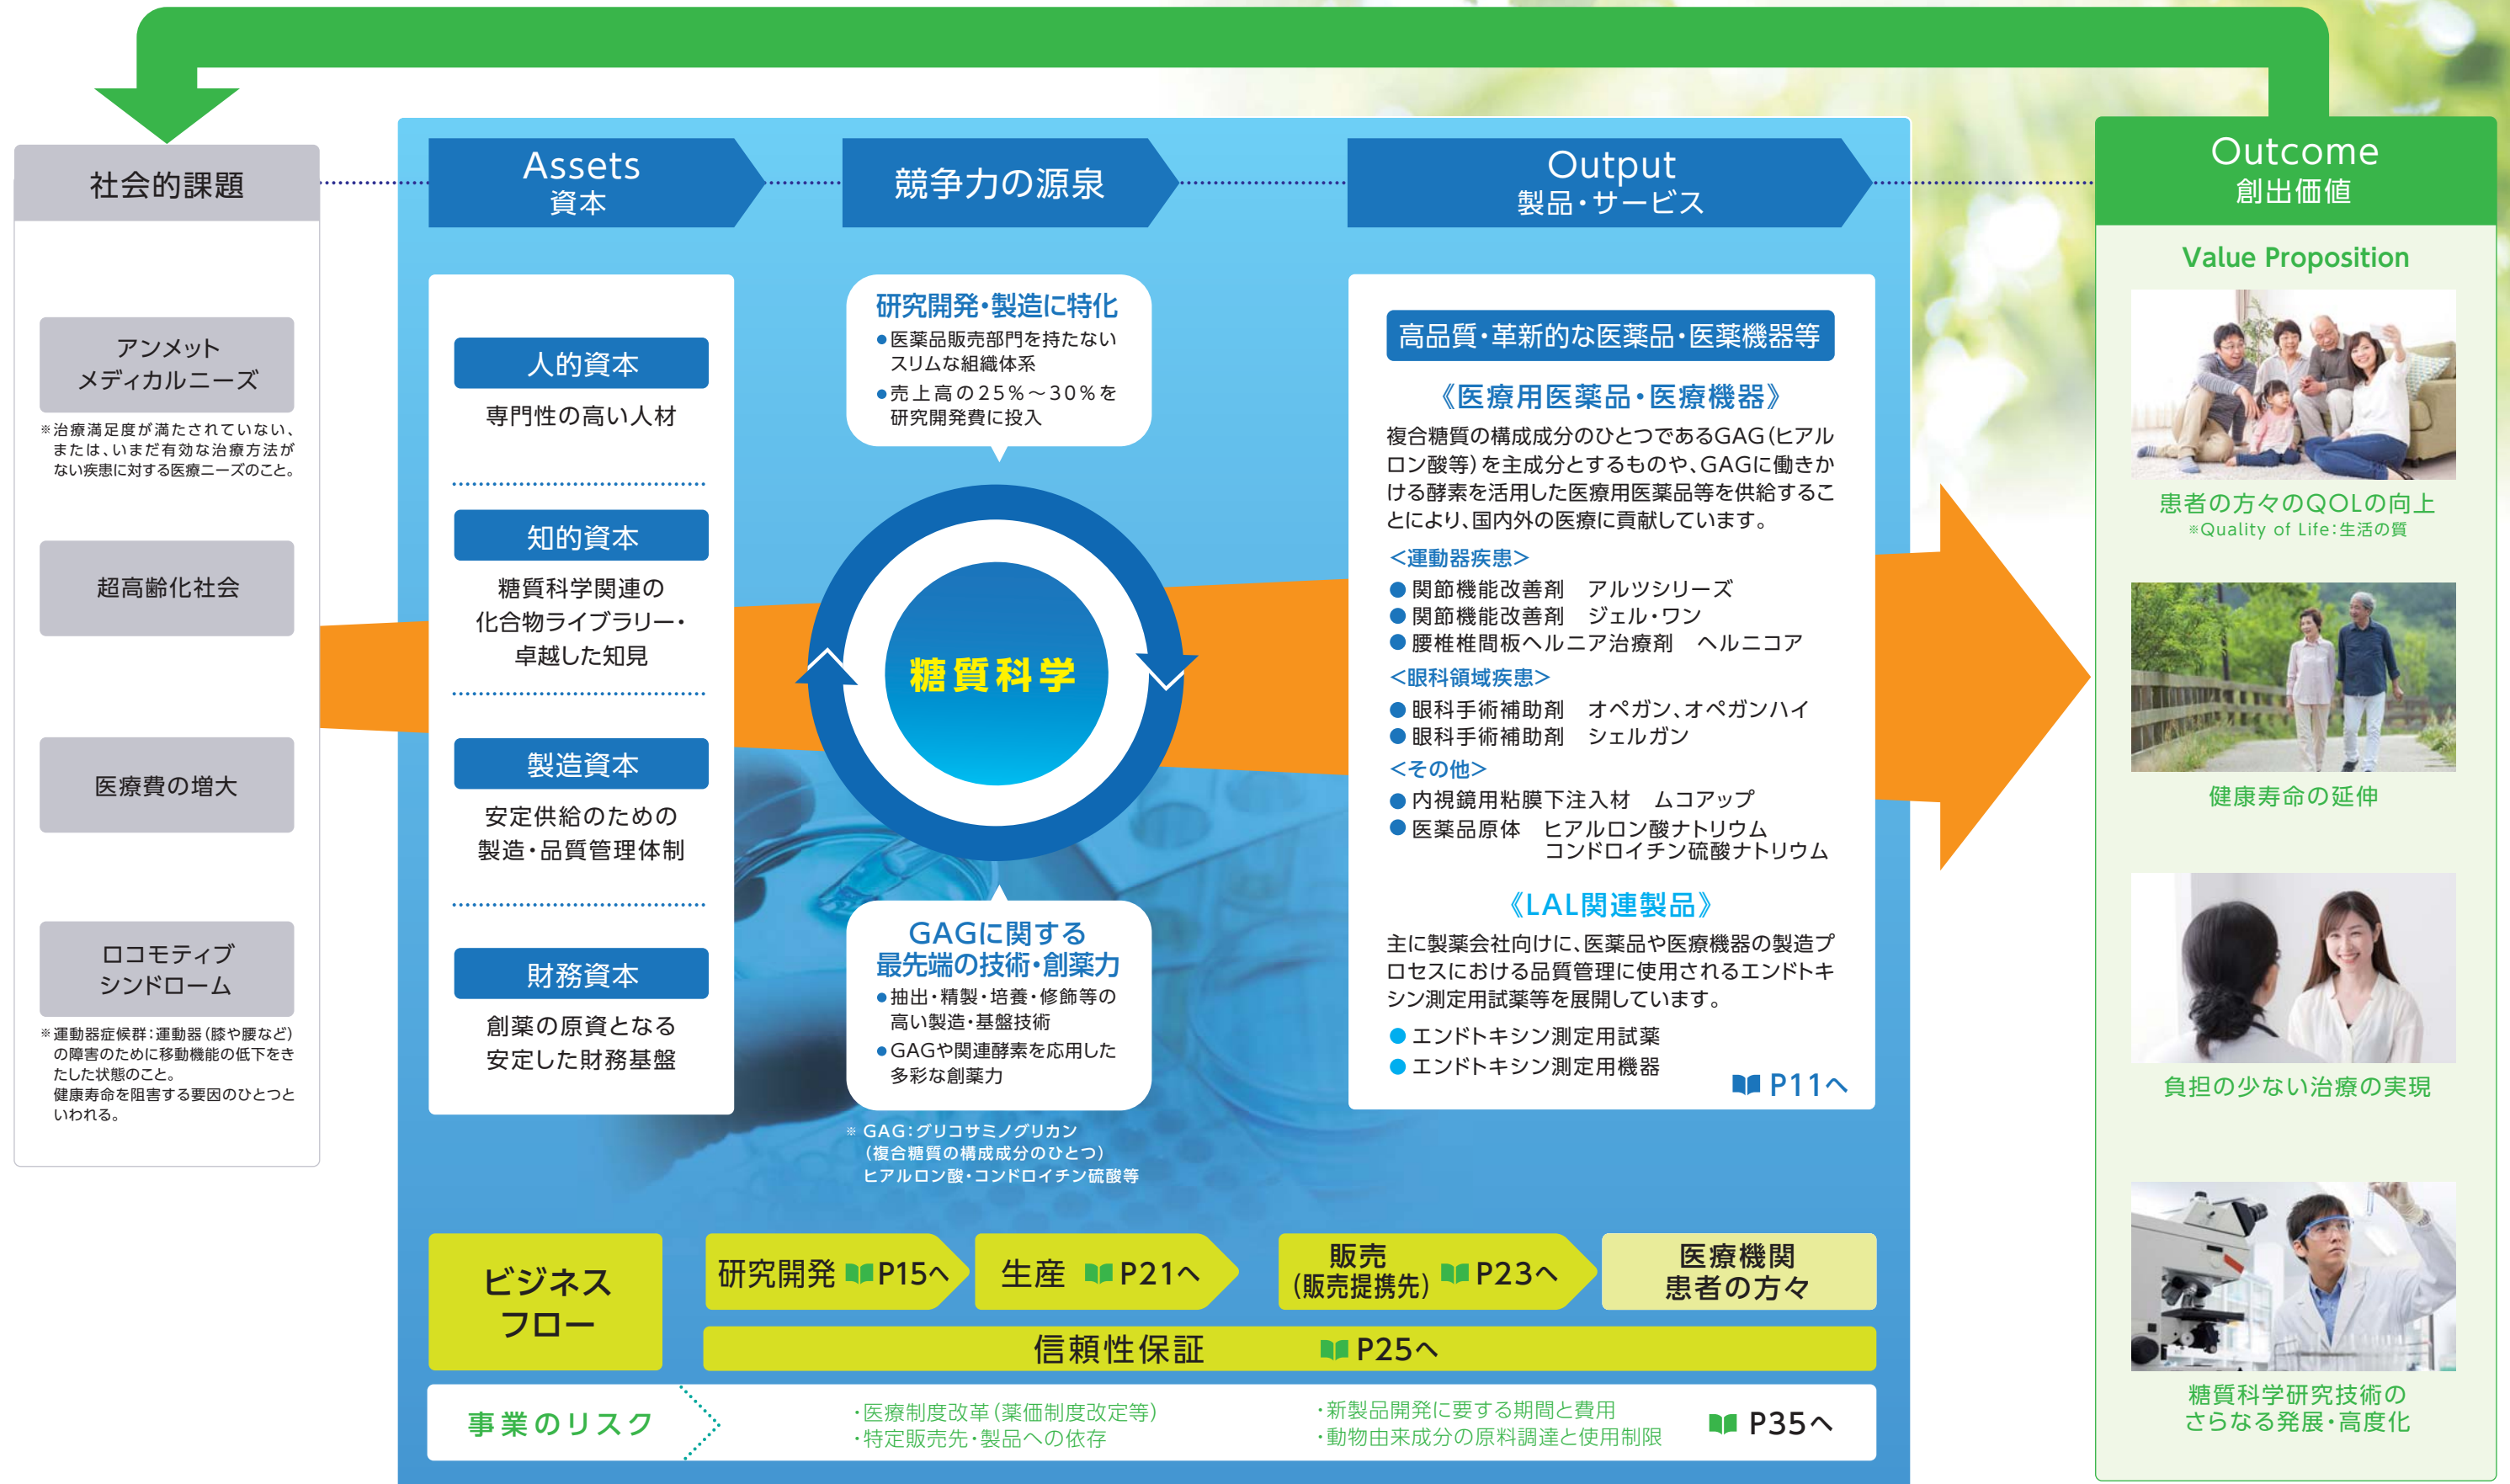 社会的課題
アンメット
メディカルニーズ
※治療満足度が満たされていない、
または、いまだ有効な治療方法が
ない疾患に対する医療ニーズのこと。
超高齢化社会
医療費の増大
ロコモティブ
シンドローム
※運動器症候群：運動器（膝や腰など）
の障害のために移動機能の低下をき
たした状態のこと。
健康寿命を阻害する要因のひとつと
いわれる。
Assets
資本
人的資本
専門性の高い人材
知的資本
糖質科学関連の
化合物ライブラリー・
卓越した知見
製造資本
安定供給のための
製造・品質管理体制
財務資本
創薬の原資となる
安定した財務基盤
競争力の源泉
研究開発・製造に特化
●医薬品販売部門を持たない
スリムな組織体系
●売上高の25％～30％を
研究開発費に投入
糖質科学
GAGに関する
最先端の技術・創薬力
●抽出・精製・培養・修飾等の
高い製造・基盤技術
●GAGや関連酵素を応用した
多彩な創薬力
※ GAG：グリコサミノグリカン
（複合糖質の構成成分のひとつ）
ヒアルロン酸・コンドロイチン硫酸等
Output
製品・サービス
高品質・革新的な医薬品・医薬機器等
《医療用医薬品・医療機器》
複合糖質の構成成分のひとつであるGAG（ヒアル
ロン酸等）を主成分とするものや、GAGに働きか
ける酵素を活用した医療用医薬品等を供給するこ
とにより、国内外の医療に貢献しています。
＜運動器疾患＞
●関節機能改善剤　アルツシリーズ
●関節機能改善剤　ジェル・ワン
●腰椎椎間板ヘルニア治療剤　ヘルニコア
＜眼科領域疾患＞
●眼科手術補助剤　オペガン、オペガンハイ
●眼科手術補助剤　シェルガン
＜その他＞
●内視鏡用粘膜下注入材　ムコアップ
●医薬品原体　ヒアルロン酸ナトリウム
コンドロイチン硫酸ナトリウム
《LAL関連製品》
主に製薬会社向けに、医薬品や医療機器の製造プ
ロセスにおける品質管理に使用されるエンドトキ
シン測定用試薬等を展開しています。
●エンドトキシン測定用試薬
●エンドトキシン測定用機器
P11へ
Outcome
創出価値
Value Proposition
患者の方々のQOLの向上
※Quality of Life：生活の質
健康寿命の延伸
負担の少ない治療の実現
糖質科学研究技術の
さらなる発展・高度化
ビジネス
フロー
研究開発 P15へ
生産 P21へ
販売
（販売提携先） P23へ
医療機関
患者の方々
信頼性保証 P25へ
事業のリスク
・医療制度改革（薬価制度改定等）
・特定販売先・製品への依存
・新製品開発に要する期間と費用
・動物由来成分の原料調達と使用制限
P35へ